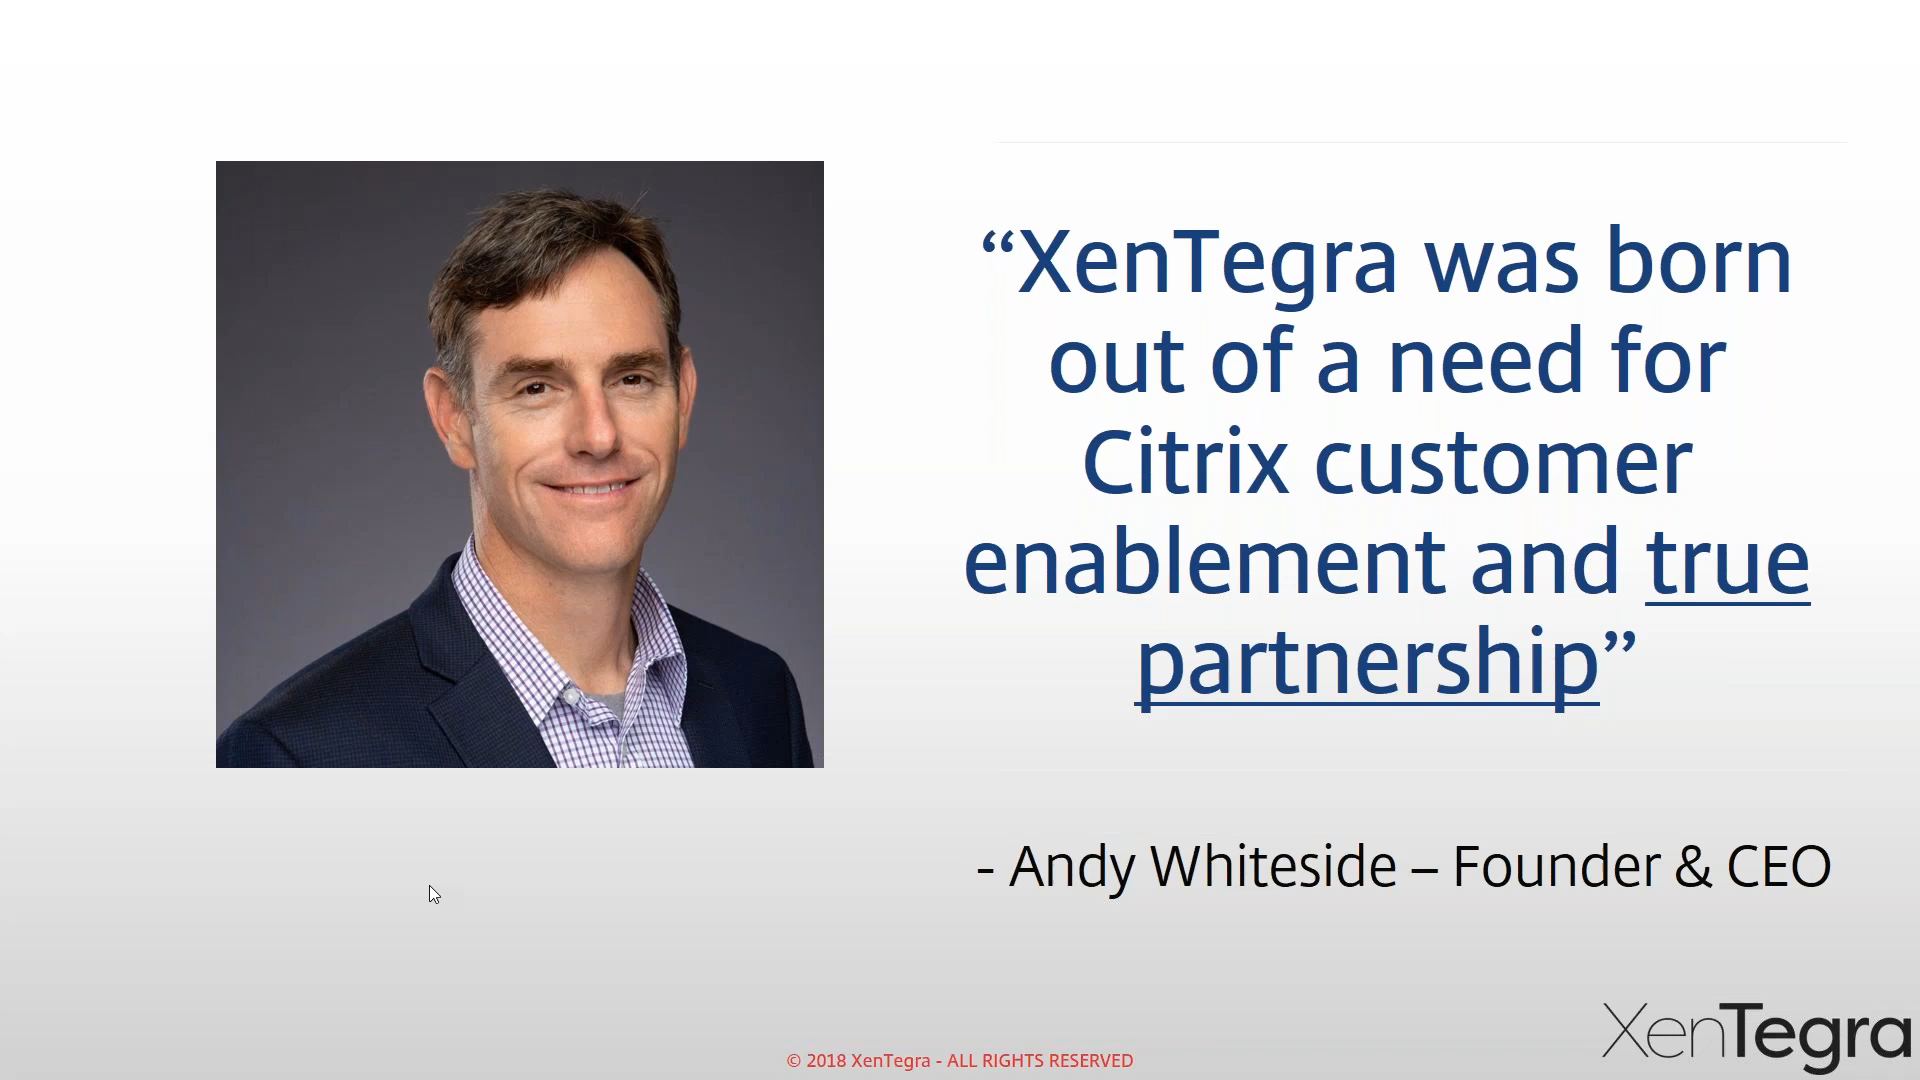 “XenTegra was born
out of a need for
Citrix customer
enablement and true
partnership”
- Andy Whiteside – Founder & CEO
XenTegra
© 2018 XenTegra - ALL RIGHTS RESERVED